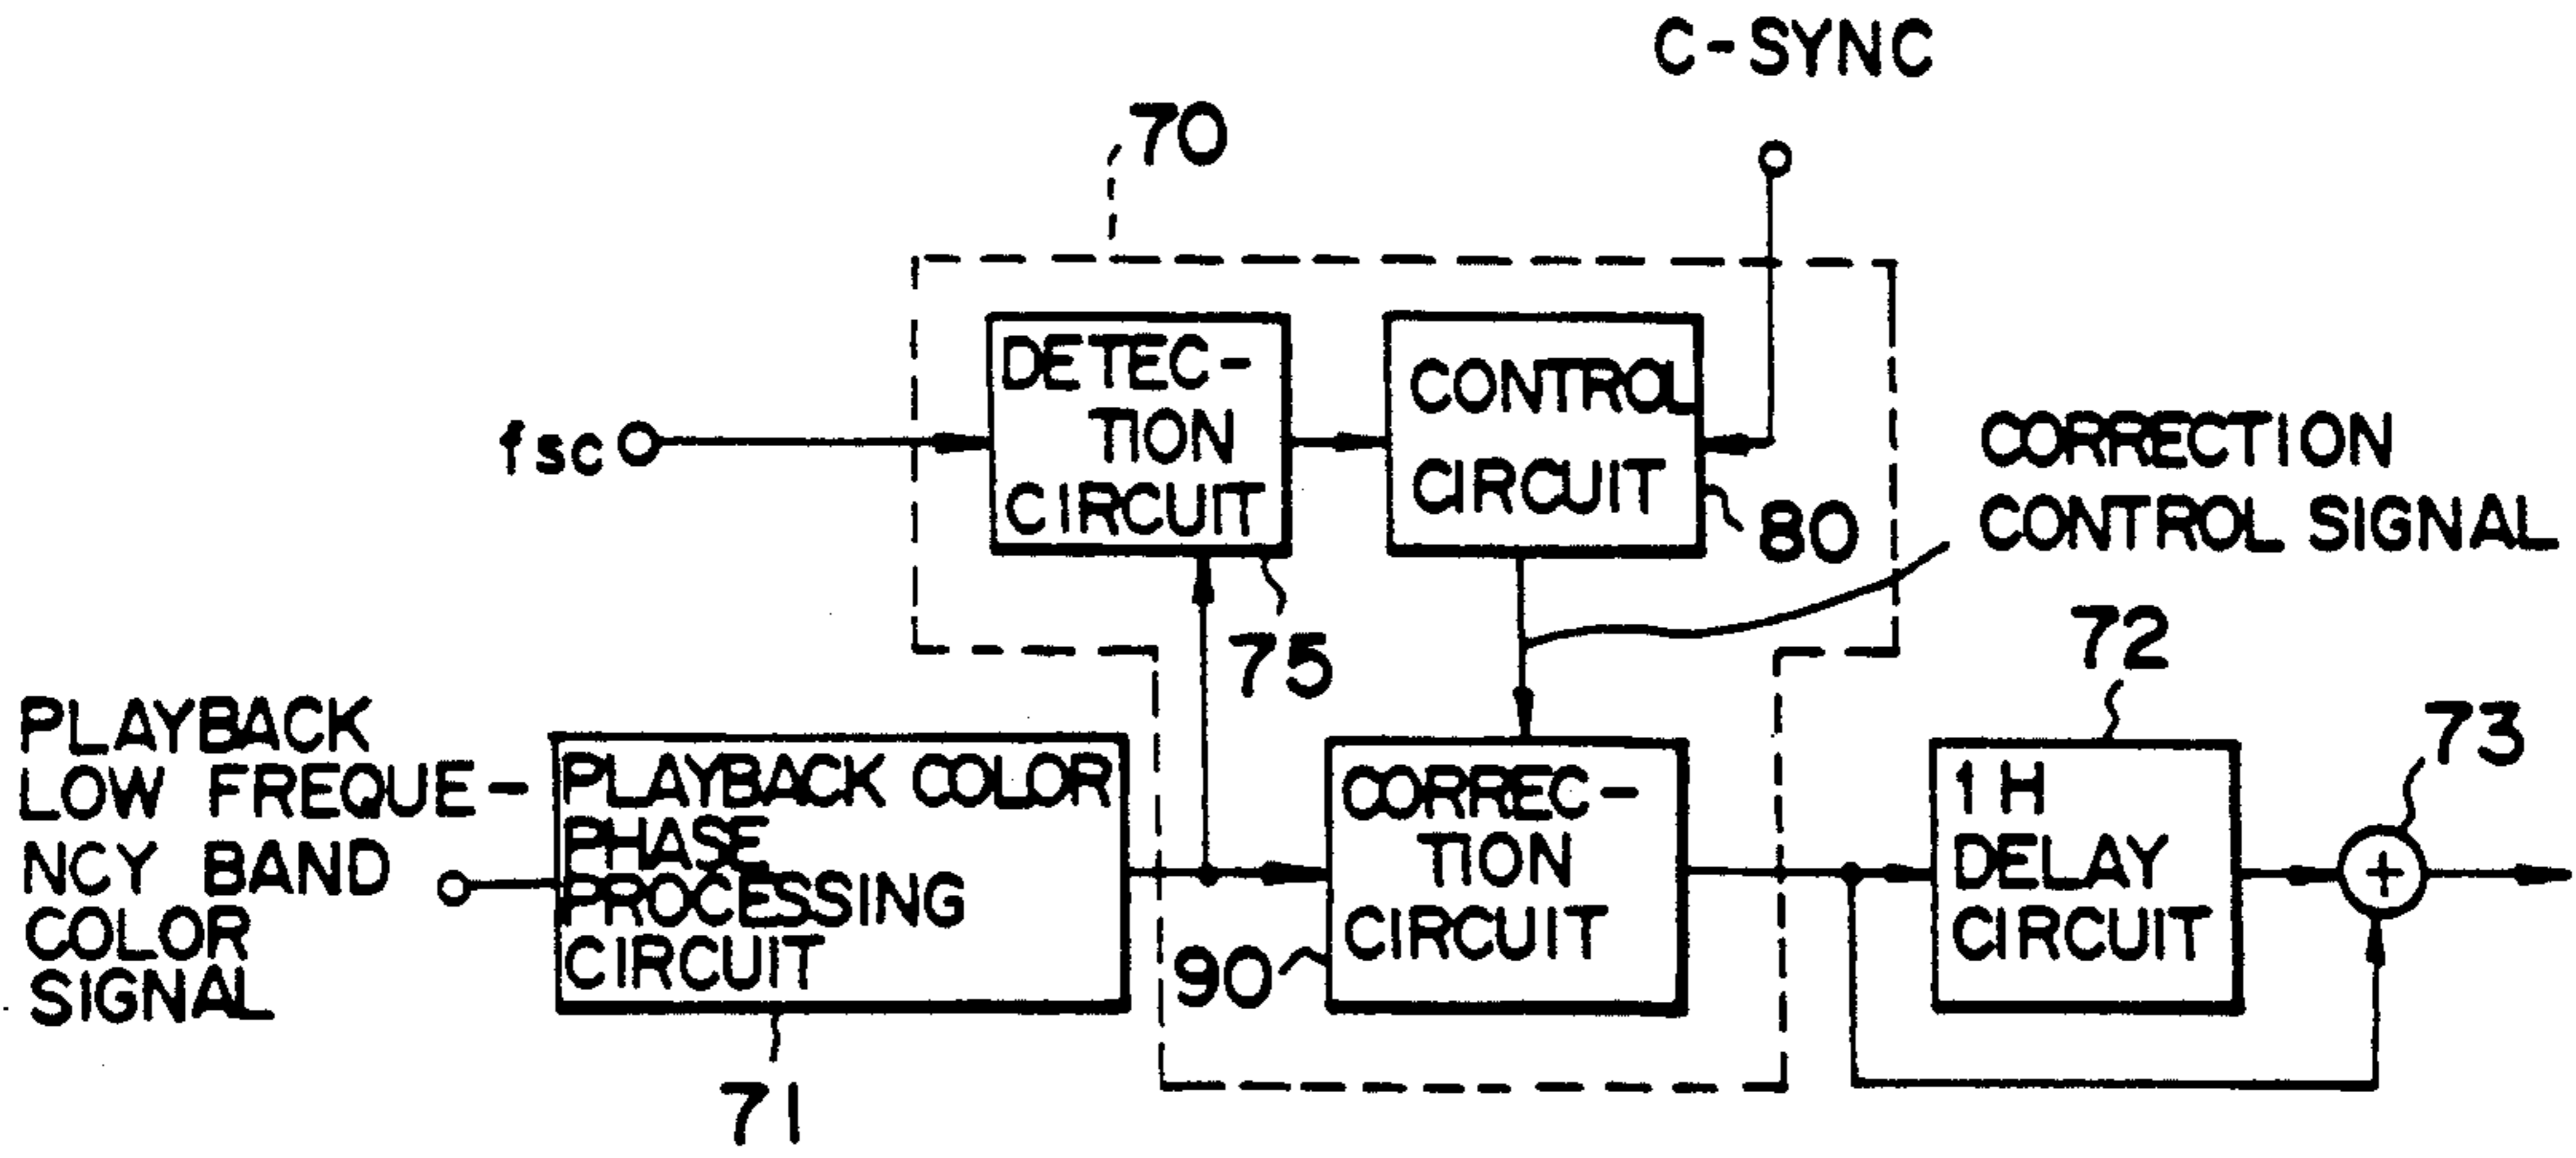 C-SYNC
70
DETEC-
TION
CIRCUIT
CONTROL
CIRCUIT
fsc
80
CORRECTION
CONTROL SIGNAL
75
72
73
PLAYBACK
LOW FREQUE-
NCY BAND
COLOR
SIGNAL
PLAYBACK COLOR
PHASE
PROCESSING
CIRCUIT
71
CORREC-
TION
CIRCUIT
90
1H
DELAY
CIRCUIT
+